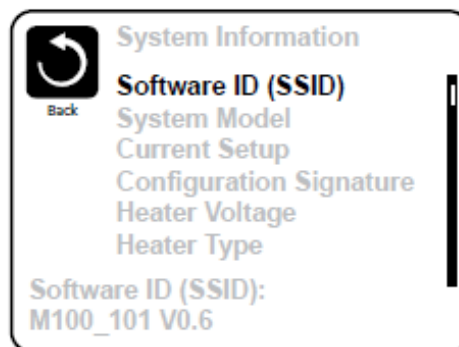 System Information
Back
Software ID (SSID)
System Model
Current Setup
Configuration Signature
Heater Voltage
Heater Type
Software ID (SSID):
M100_101 V0.6